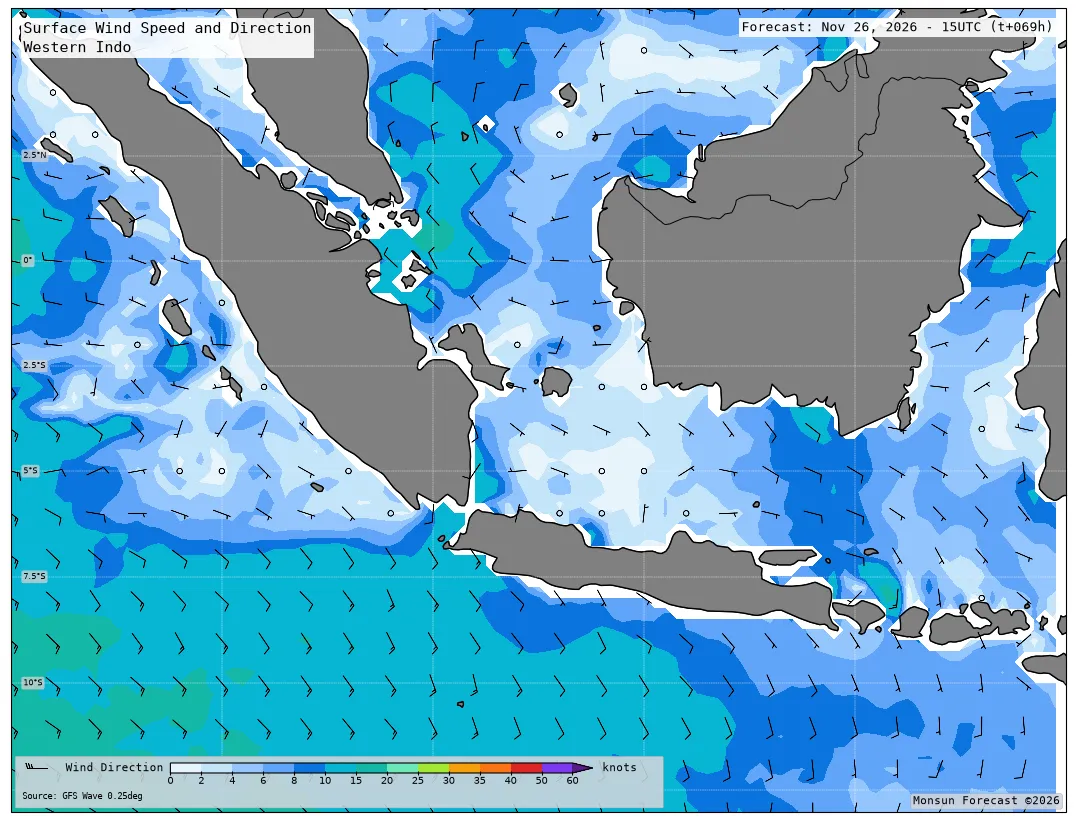 Surface Wind Speed and Direction
Western Indo
Forecast: Nov 26, 2026 - 15UTC (t+069h)
2.5°N
0°
2.5°S
5°S
7.5°S
10°S
Wind Direction
0 2 4 6 8 10 15 20 25 30 35 40 50 60
knots
Source: GFS Wave 0.25deg
Monsun Forecast ©2026